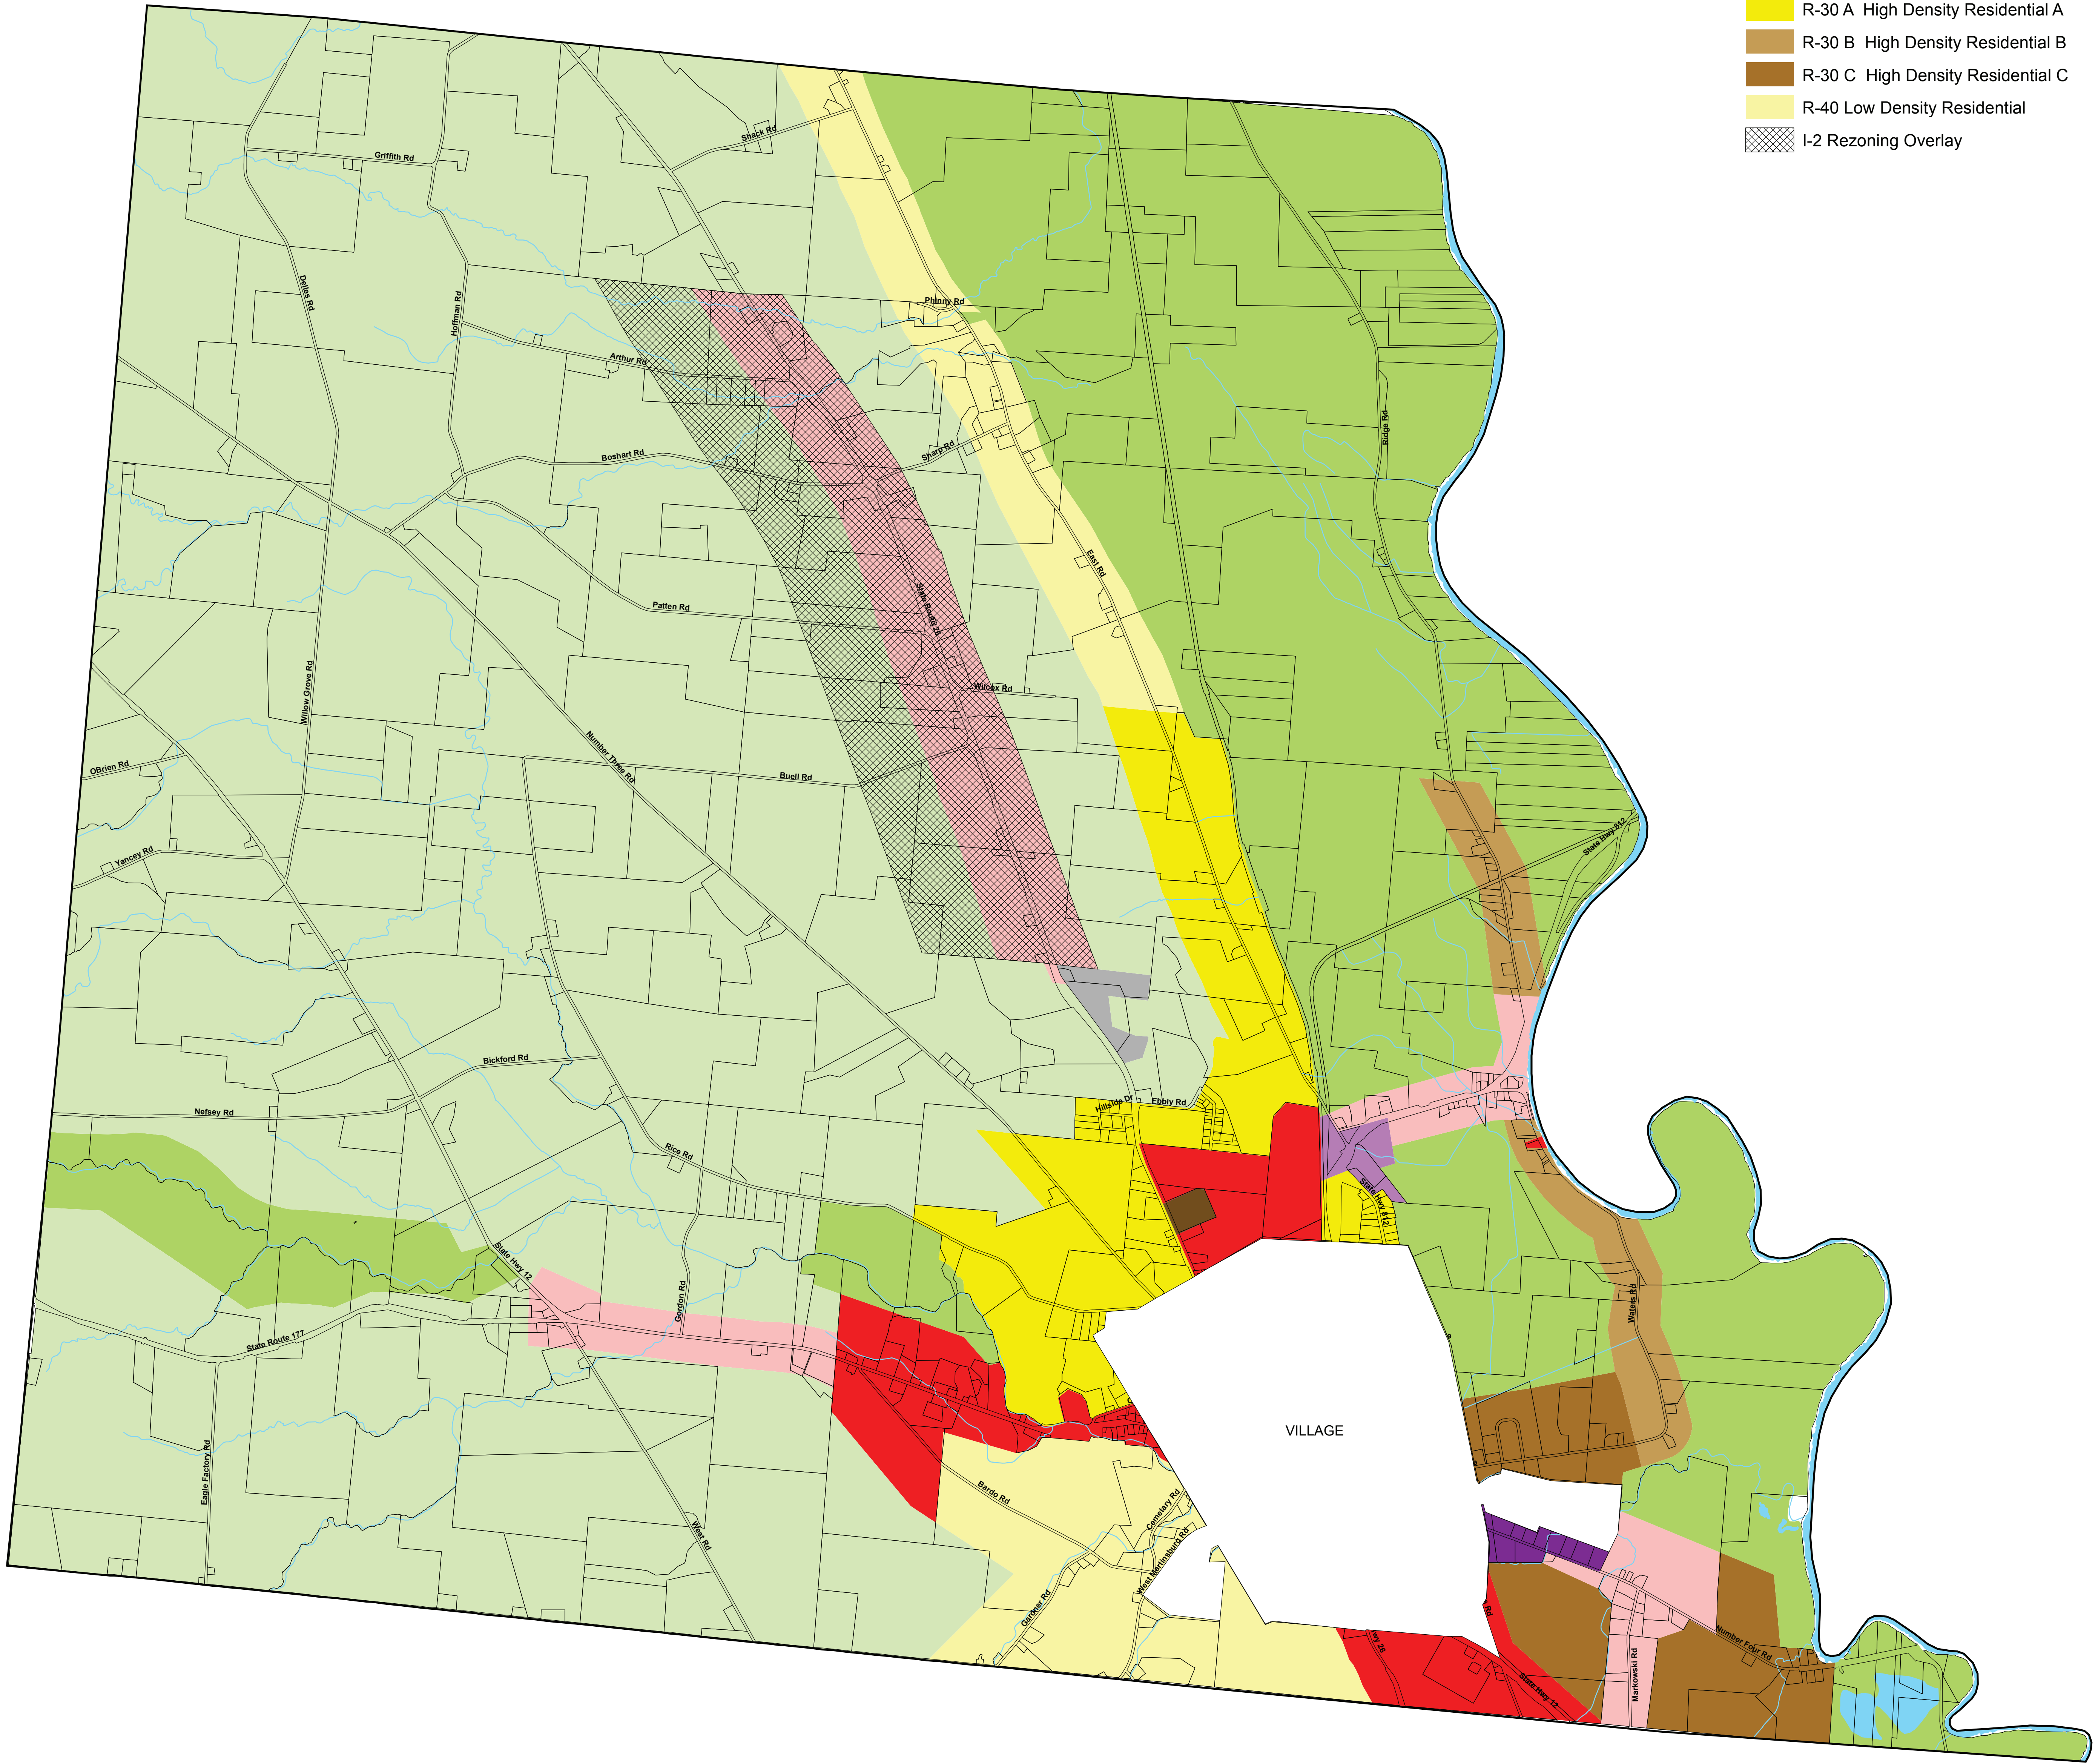 R-30 A  High Density Residential A
R-30 B  High Density Residential B
R-30 C  High Density Residential C
R-40 Low Density Residential
I-2 Rezoning Overlay
Shack Rd
Griffith Rd
Delles Rd
Hoffman Rd
Phinny Rd
Arthur Rd
Ridge Rd
Sharp Rd
Boshart Rd
East Rd
State Route 26
Patten Rd
Willow Grove Rd
Wilcox Rd
Number Three Rd
OBrien Rd
Buell Rd
State Hwy 812
Yancey Rd
Bickford Rd
Nefsey Rd
Hillside Dr
Ebbly Rd
Rice Rd
State Hwy 812
State Hwy 12
Gordon Rd
Waters Rd
State Route 177
VILLAGE
Eagle Factory Rd
Bardo Rd
Cemetary Rd
West Rd
West Martinsburg Rd
Gardner Rd
Rd
wy 26
Number Four Rd
Markowski Rd
State Hwy 12